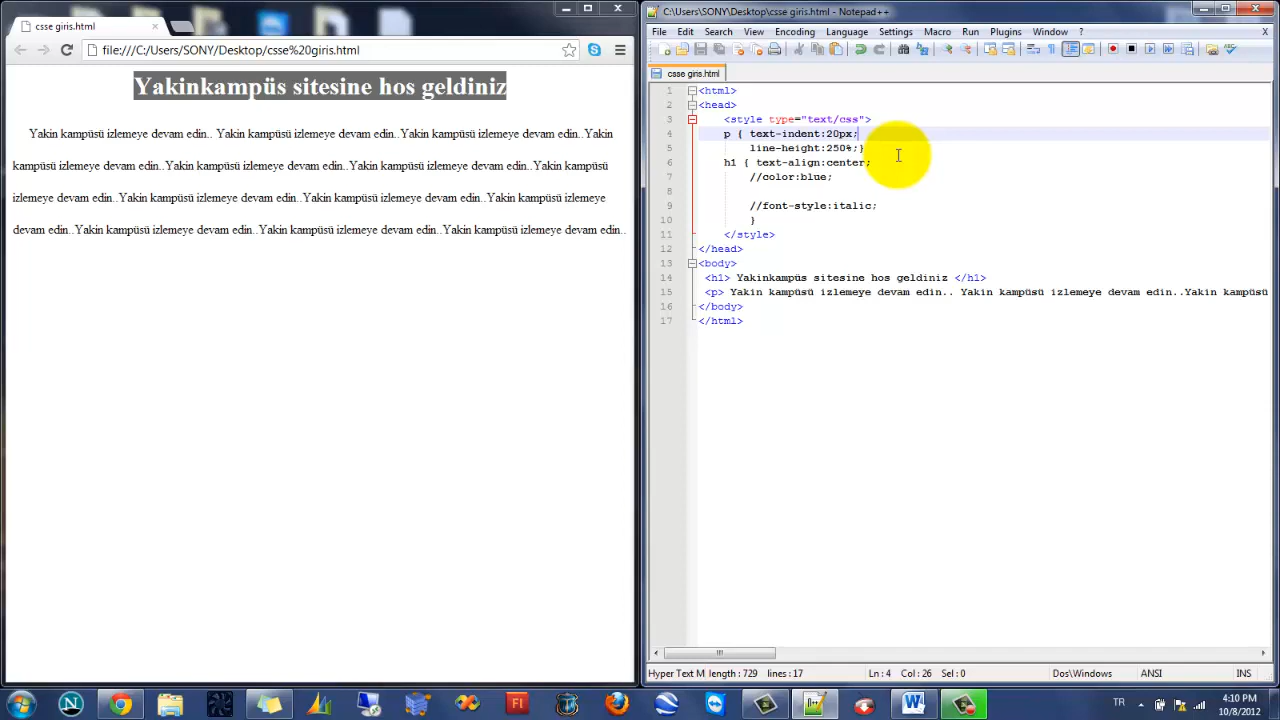 csse giris.html
file:///C:/Users/SONY/Desktop/csse%20giris.html
Yakinkampüs sitesine hos geldiniz
Yakin kampüsü izlemeye devam edin.. Yakin kampüsü izlemeye devam edin..Yakin kampüsü izlemeye devam edin..Yakin
kampüsü izlemeye devam edin..Yakin kampüsü izlemeye devam edin..Yakin kampüsü izlemeye devam edin..Yakin kampüsü
izlemeye devam edin..Yakin kampüsü izlemeye devam edin..Yakin kampüsü izlemeye devam edin..Yakin kampüsü izlemeye
devam edin..Yakin kampüsü izlemeye devam edin..Yakin kampüsü izlemeye devam edin..Yakin kampüsü izlemeye devam edin..
C:\Users\SONY\Desktop\csse giris.html - Notepad++
File Edit Search View Encoding Language Settings Macro Run Plugins Window ? X
csse giris.html
1 <html>
2 <head>
3 <style type="text/css">
4 p { text-indent:20px;
5 line-height:250%;}
6 h1 { text-align:center;
7 //color:blue;
8
9 //font-style:italic;
10 }
11 </style>
12 </head>
13 <body>
14 <h1> Yakinkampüs sitesine hos geldiniz </h1>
15 <p> Yakin kampüsü izlemeye devam edin.. Yakin kampüsü izlemeye devam edin..Yakin kampüsü
16 </body>
17 </html>
Hyper Text M length : 729 lines : 17 Ln : 4 Col : 26 Sel : 0 Dos\Windows ANSI INS
TR 4:10 PM
10/8/2012